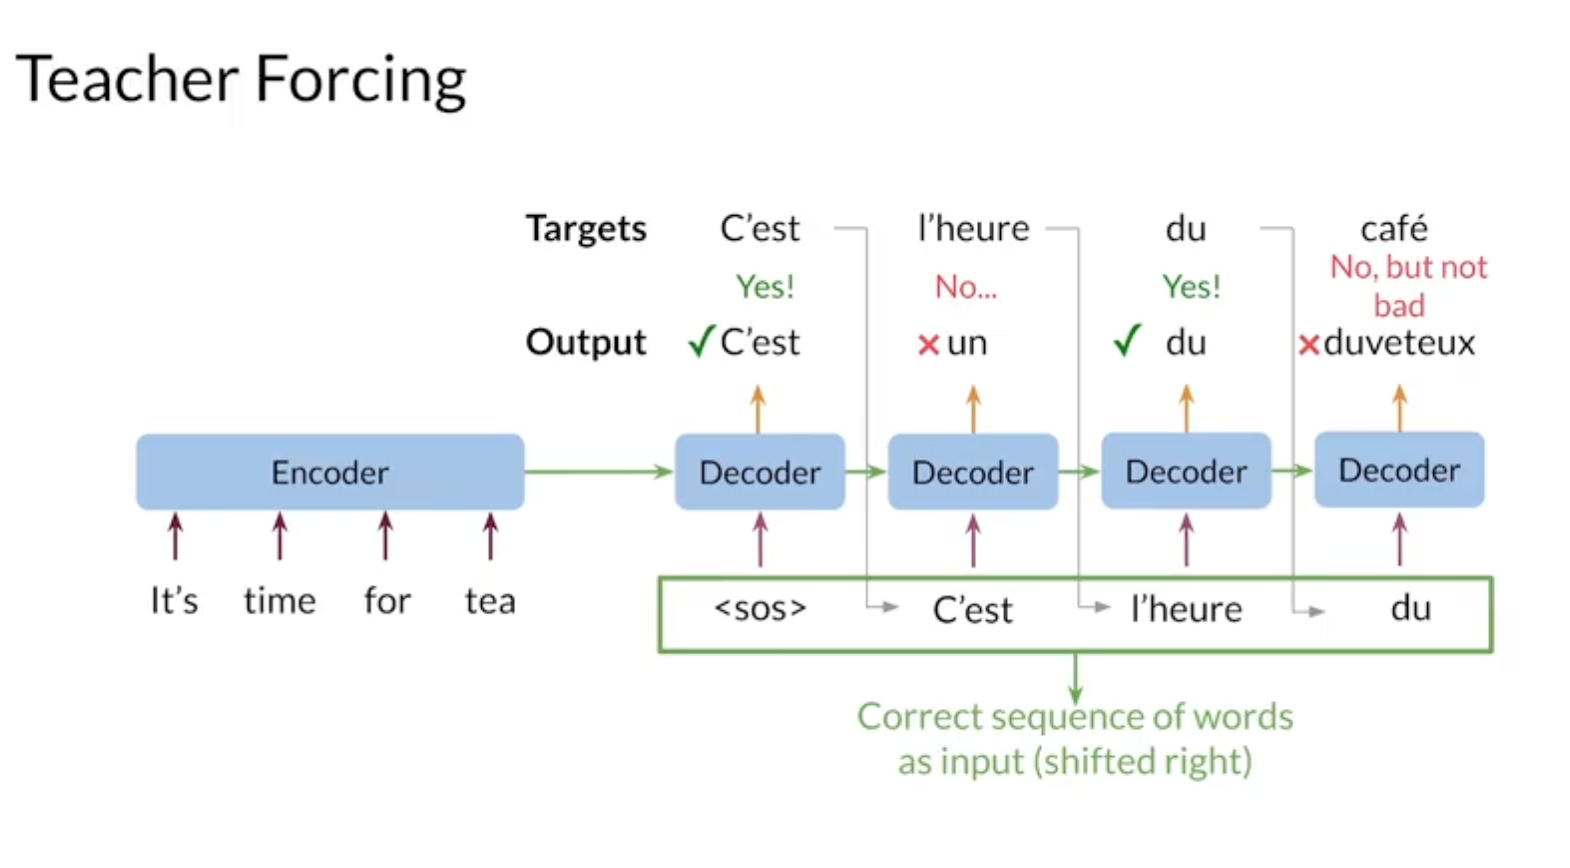 Teacher Forcing
Targets C'est l'heure du café
Yes! No... Yes! No, but not
bad
Output ✓C'est ×un ✓ du ×duveteux
Encoder Decoder Decoder Decoder Decoder
It's time for tea <sos> C'est l'heure du
Correct sequence of words
as input (shifted right)